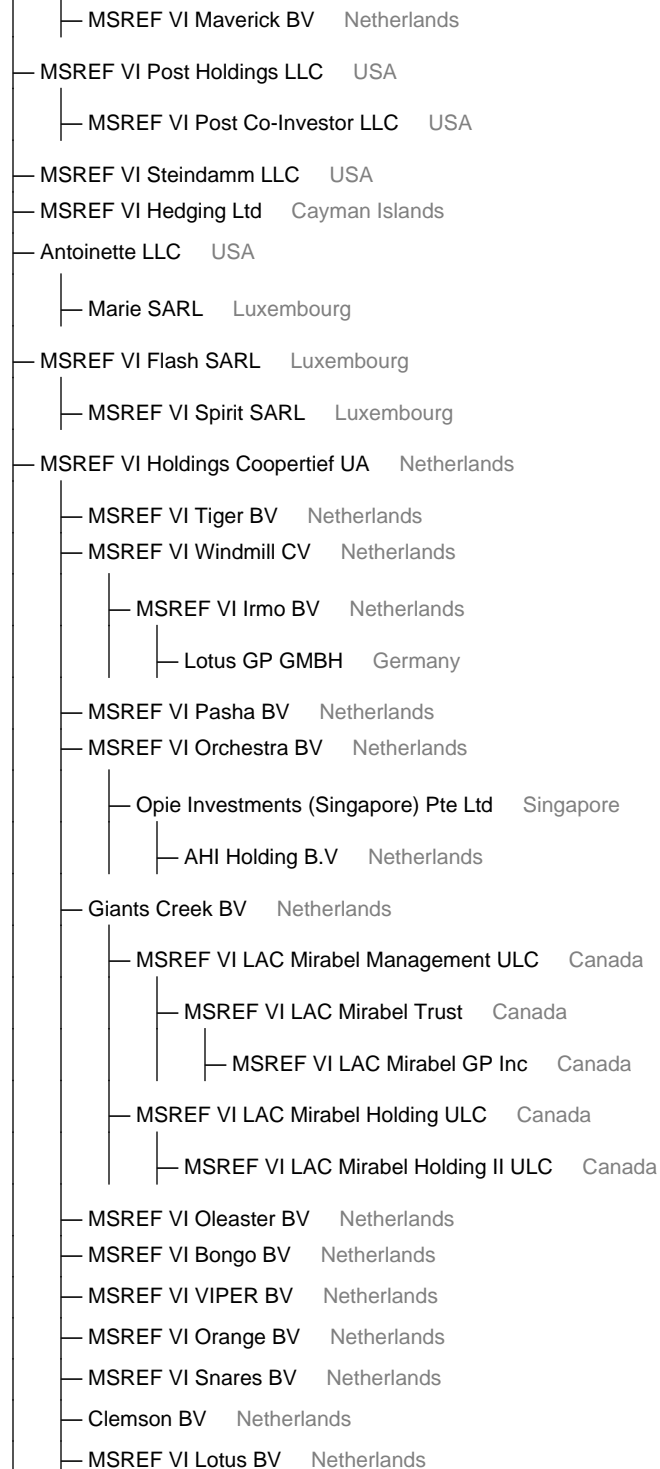 MSREF VI Maverick BV Netherlands
MSREF VI Post Holdings LLC USA
MSREF VI Post Co-Investor LLC USA
MSREF VI Steindamm LLC USA
MSREF VI Hedging Ltd Cayman Islands
Antoinette LLC USA
Marie SARL Luxembourg
MSREF VI Flash SARL Luxembourg
MSREF VI Spirit SARL Luxembourg
MSREF VI Holdings Coopertief UA Netherlands
MSREF VI Tiger BV Netherlands
MSREF VI Windmill CV Netherlands
MSREF VI Irmo BV Netherlands
Lotus GP GMBH Germany
MSREF VI Pasha BV Netherlands
MSREF VI Orchestra BV Netherlands
Opie Investments (Singapore) Pte Ltd Singapore
AHI Holding B.V Netherlands
Giants Creek BV Netherlands
MSREF VI LAC Mirabel Management ULC Canada
MSREF VI LAC Mirabel Trust Canada
MSREF VI LAC Mirabel GP Inc Canada
MSREF VI LAC Mirabel Holding ULC Canada
MSREF VI LAC Mirabel Holding II ULC Canada
MSREF VI Oleaster BV Netherlands
MSREF VI Bongo BV Netherlands
MSREF VI VIPER BV Netherlands
MSREF VI Orange BV Netherlands
MSREF VI Snares BV Netherlands
Clemson BV Netherlands
MSREF VI Lotus BV Netherlands